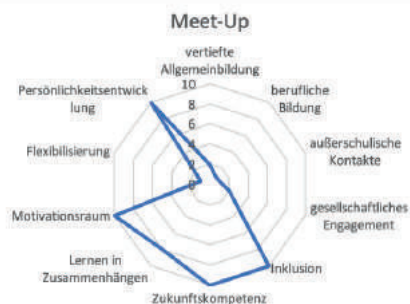 Meet-Up
vertiefte
Allgemeinbildung
berufliche
Bildung
außerschulische
Kontakte
gesellschaftliches
Engagement
Inklusion
Zukunftskompetenz
Lernen in
Zusammenhängen
Motivationsraum
Flexibilisierung
Persönlichkeitsentwick
lung
10
8
6
4
2
0